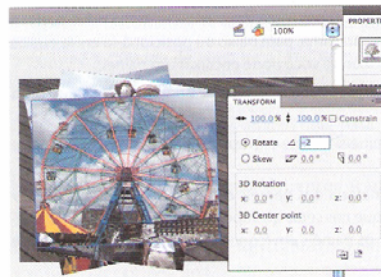 100%
PROPERTI
TRANSFORM
100.0 % 100.0 % Constrain
Rotate -2
Skew 0.0° 0.0°
3D Rotation
x: 0.0° y: 0.0° z: 0.0°
3D Center point
x: 0.0 y: 0.0 z: 0.0